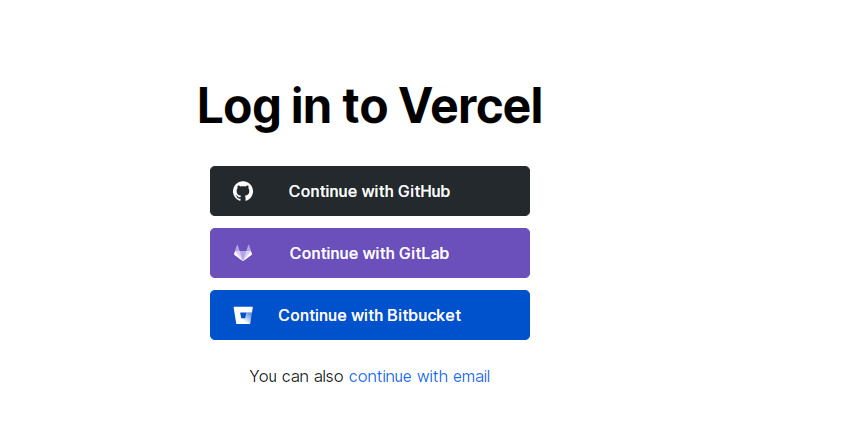 Log in to Vercel
Continue with GitHub
Continue with GitLab
Continue with Bitbucket
You can also continue with email